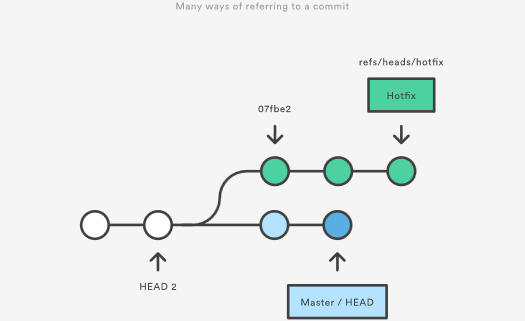 Many ways of referring to a commit
refs/heads/hotfix
Hotfix
07fbe2
HEAD 2
Master / HEAD